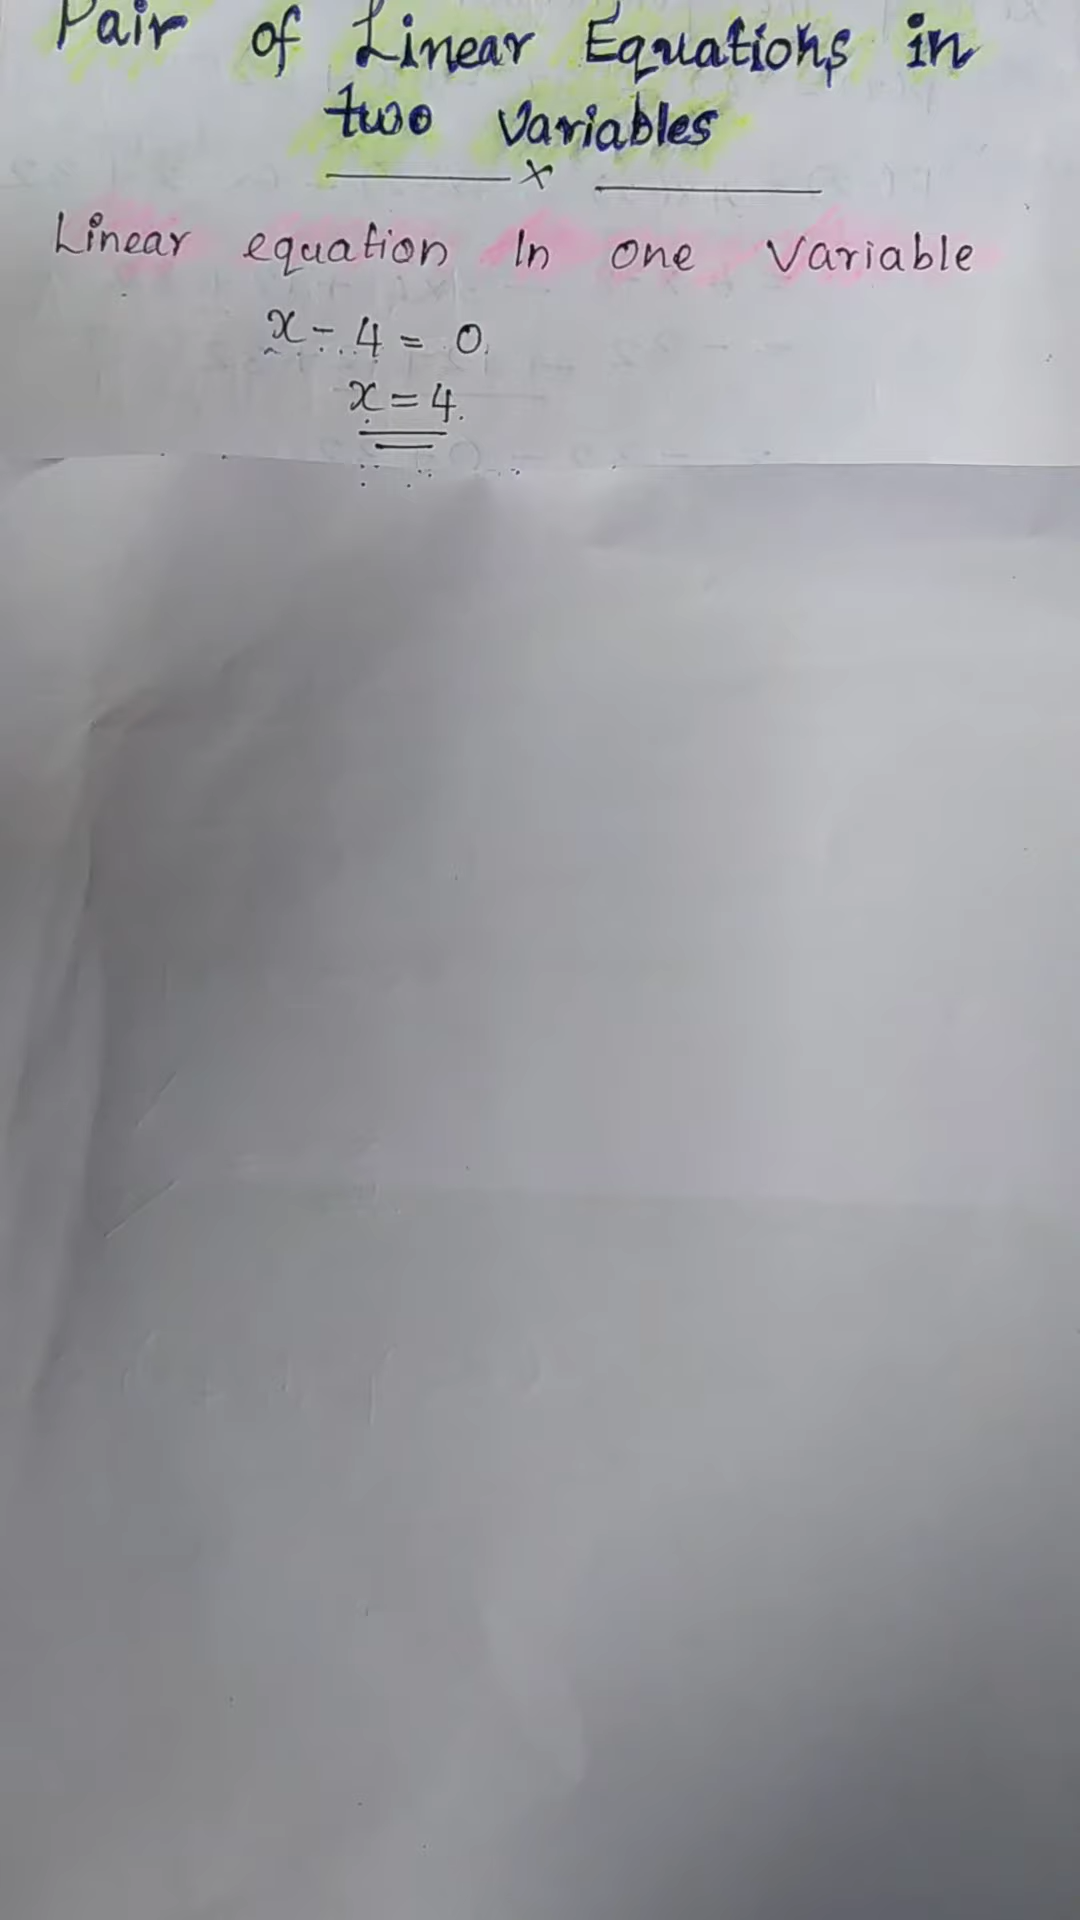 Pair of Linear Equations in
two Variables
x
Linear equation In one Variable
x - 4 = 0
x = 4.